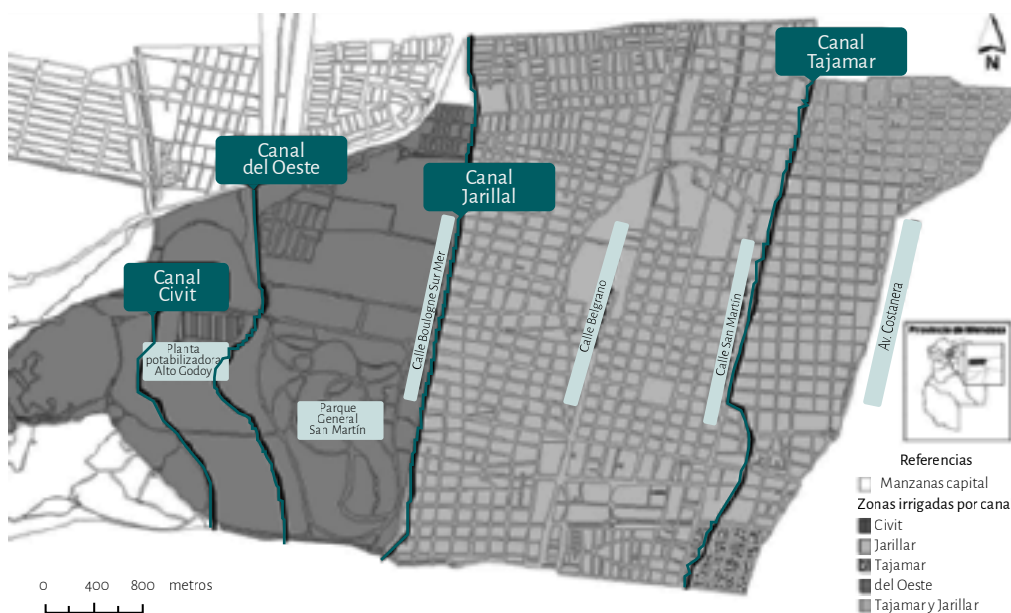 Canal
Tajamar
N
Canal
del Oeste
Canal
Jarillal
Canal
Civit
Calle Boulogne Sur Mer
Calle Belgrano
Calle San Martín
Av. Costanera
Planta
potabilizadora
Alto Godoy
Parque
General
San Martín
Provincia de Mendoza
Referencias
Manzanas capital
Zonas irrigadas por cana
Civit
Jarillar
Tajamar
del Oeste
Tajamar y Jarillar
0 400 800 metros